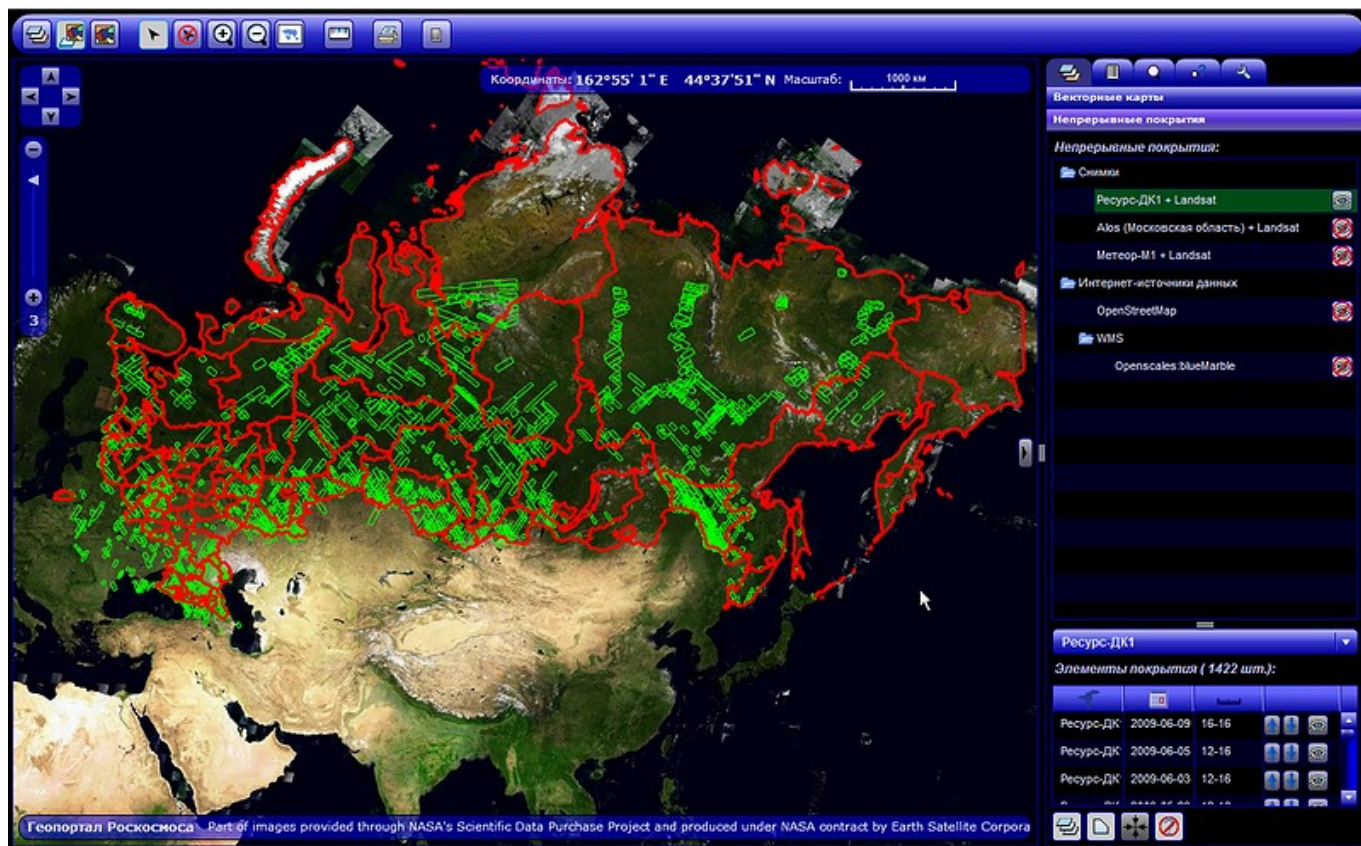 Координаты: 162°55' 1" E 44°37'51" N Масштаб: 1000 км
3
Геопортал Роскосмоса Part of images provided through NASA's Scientific Data Purchase Project and produced under NASA contract by Earth Satellite Corpora
Векторные карты
Непрерывные покрытия
Непрерывные покрытия:
Снимки
Ресурс-ДК1 + Landsat
Alos (Московская область) + Landsat
Метеор-М1 + Landsat
Интернет-источники данных
OpenStreetMap
WMS
Openscales:blueMarble
Ресурс-ДК1
Элементы покрытия ( 1422 шт.):
Ресурс-ДК 2009-06-09 16-16
Ресурс-ДК 2009-06-05 12-16
Ресурс-ДК 2009-06-03 12-16